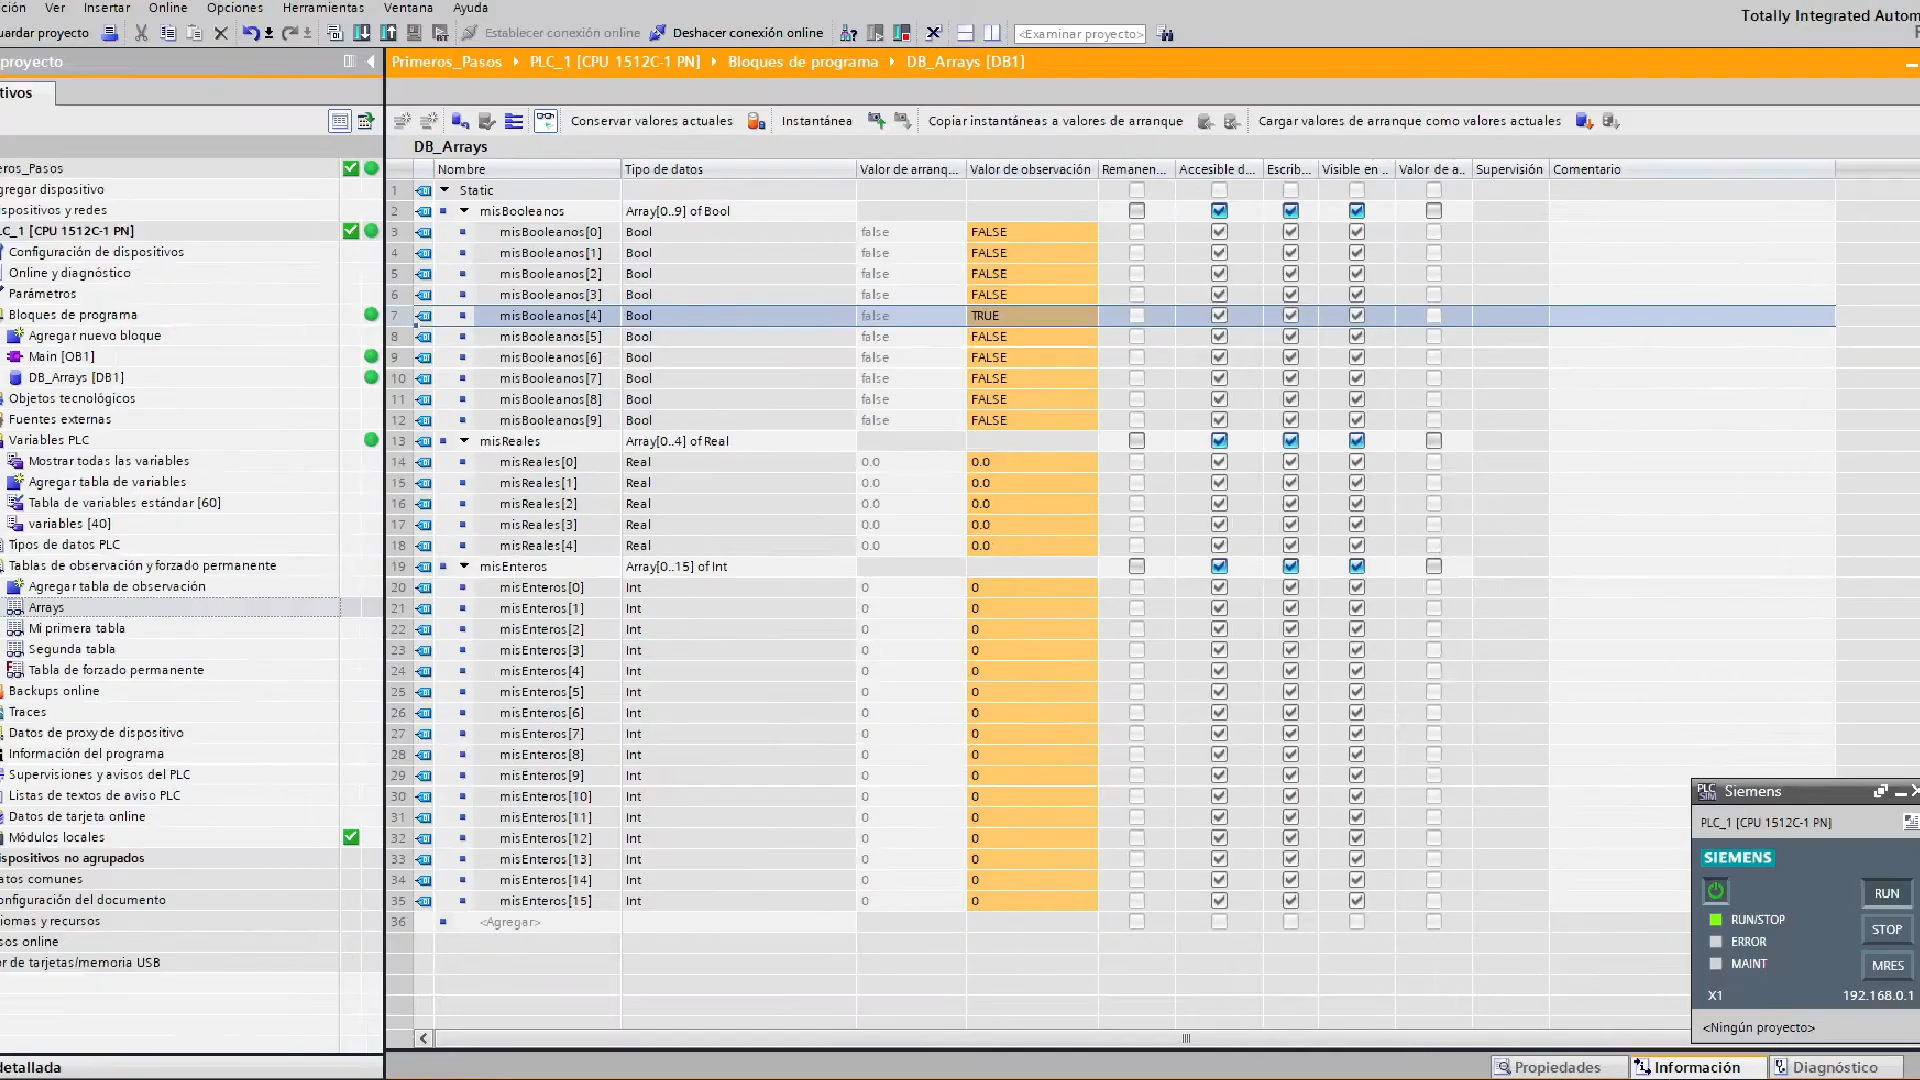 ción Ver Insertar Online Opciones Herramientas Ventana Ayuda
Totally Integrated Autom
uardar proyecto Establecer conexión online Deshacer conexión online <Examinar proyecto>
proyecto
Primeros_Pasos PLC_1 [CPU 1512C-1 PN] Bloques de programa DB_Arrays [DB1]
tivos
Conservar valores actuales Instantánea Copiar instantáneas a valores de arranque Cargar valores de arranque como valores actuales
DB_Arrays
Nombre Tipo de datos Valor de arranq... Valor de observación Remanen... Accesible d... Escrib... Visible en .. Valor de a.. Supervisión Comentario
1 Static
2 misBooleanos Array[0..9] of Bool
3 misBooleanos[0] Bool false FALSE
4 misBooleanos[1] Bool false FALSE
5 misBooleanos[2] Bool false FALSE
6 misBooleanos[3] Bool false FALSE
7 misBooleanos[4] Bool false TRUE
8 misBooleanos[5] Bool false FALSE
9 misBooleanos[6] Bool false FALSE
10 misBooleanos[7] Bool false FALSE
11 misBooleanos[8] Bool false FALSE
12 misBooleanos[9] Bool false FALSE
13 misReales Array[0..4] of Real
14 misReales[0] Real 0.0 0.0
15 misReales[1] Real 0.0 0.0
16 misReales[2] Real 0.0 0.0
17 misReales[3] Real 0.0 0.0
18 misReales[4] Real 0.0 0.0
19 misEnteros Array[0..15] of Int
20 misEnteros[0] Int 0 0
21 misEnteros[1] Int 0 0
22 misEnteros[2] Int 0 0
23 misEnteros[3] Int 0 0
24 misEnteros[4] Int 0 0
25 misEnteros[5] Int 0 0
26 misEnteros[6] Int 0 0
27 misEnteros[7] Int 0 0
28 misEnteros[8] Int 0 0
29 misEnteros[9] Int 0 0
30 misEnteros[10] Int 0 0
31 misEnteros[11] Int 0 0
32 misEnteros[12] Int 0 0
33 misEnteros[13] Int 0 0
34 misEnteros[14] Int 0 0
35 misEnteros[15] Int 0 0
36 <Agregar>
eros_Pasos
gregar dispositivo
spositivos y redes
LC_1 [CPU 1512C-1 PN]
Configuración de dispositivos
Online y diagnóstico
Parámetros
Bloques de programa
Agregar nuevo bloque
Main [OB1]
DB_Arrays [DB1]
Objetos tecnológicos
Fuentes externas
Variables PLC
Mostrar todas las variables
Agregar tabla de variables
Tabla de variables estándar [60]
variables [40]
Tipos de datos PLC
Tablas de observación y forzado permanente
Agregar tabla de observación
Arrays
Mi primera tabla
Segunda tabla
Tabla de forzado permanente
Backups online
Traces
Datos de proxy de dispositivo
Información del programa
Supervisiones y avisos del PLC
Listas de textos de aviso PLC
Datos de tarjeta online
Módulos locales
ispositivos no agrupados
atos comunes
onfiguración del documento
iomas y recursos
sos online
or de tarjetas/memoria USB
detallada
PLC SIM Siemens
PLC_1 [CPU 1512C-1 PN]
SIEMENS
RUN
RUN/STOP
STOP
ERROR
MAINT
MRES
X1 192.168.0.1
<Ningún proyecto>
Propiedades Información Diagnóstico